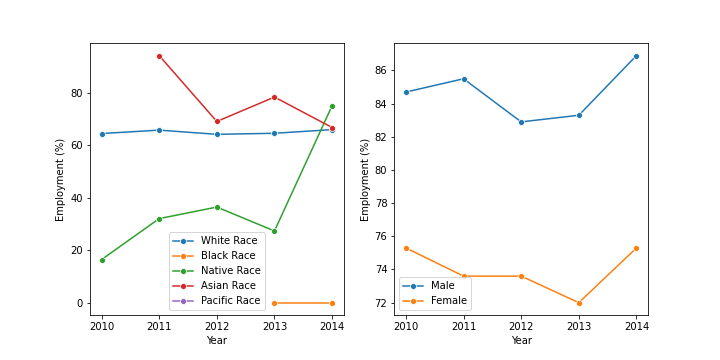 Employment (%)
80
60
40
20
0
2010 2011 2012 2013 2014
Year
White Race
Black Race
Native Race
Asian Race
Pacific Race
Employment (%)
86
84
82
80
78
76
74
72
2010 2011 2012 2013 2014
Year
Male
Female